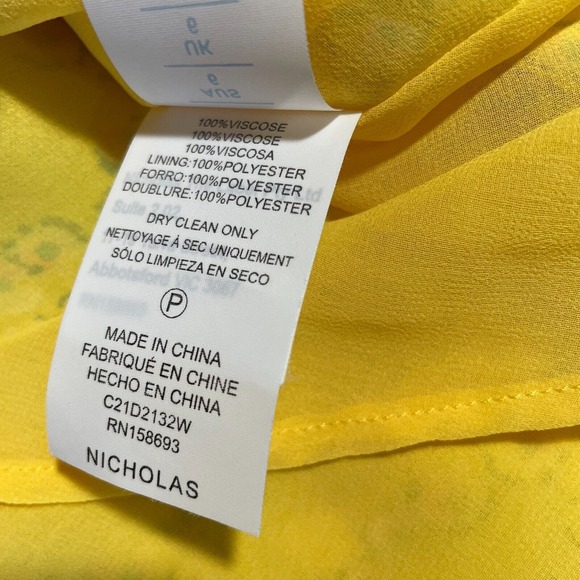 6
UK
6
AUS
100%VISCOSE
100%VISCOSE
100%VISCOSA
LINING:100%POLYESTER
FORRO:100%POLYESTER
DOUBLURE:100%POLYESTER
DRY CLEAN ONLY
NETTOYAGE À SEC UNIQUEMENT
SÓLO LIMPIEZA EN SECO
P
MADE IN CHINA
FABRIQUÉ EN CHINE
HECHO EN CHINA
C21D2132W
RN158693
NICHOLAS